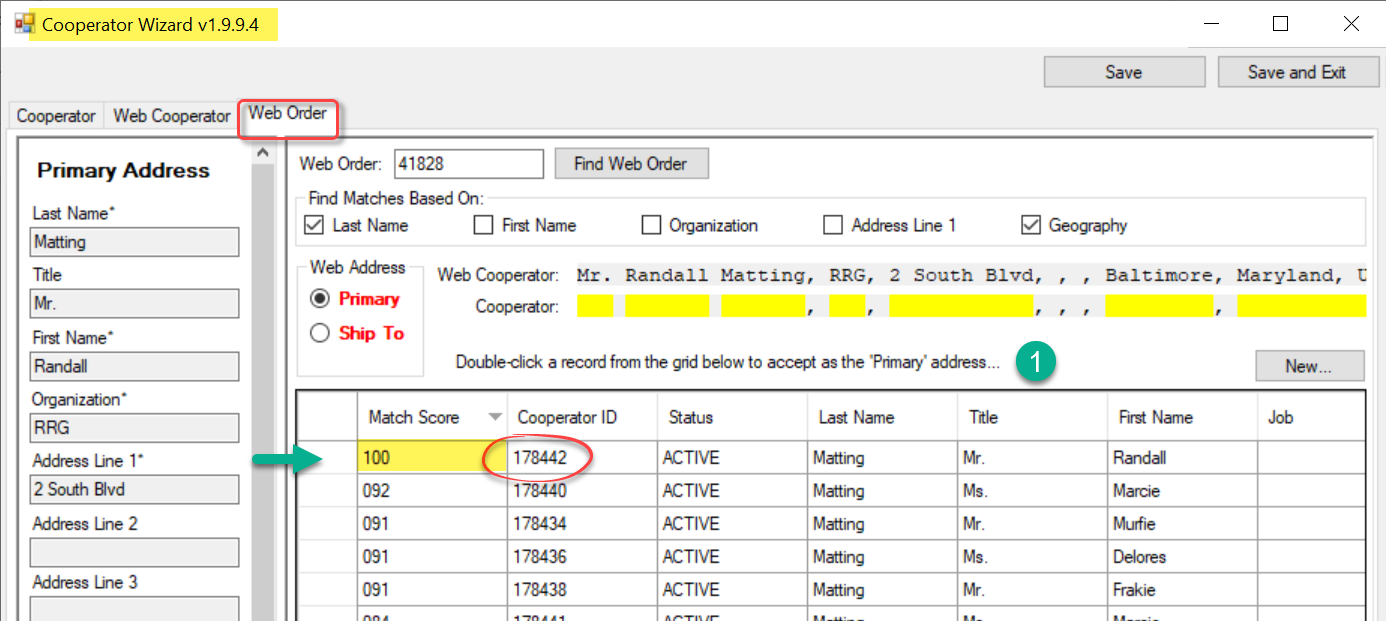 Cooperator Wizard v1.9.9.4
Save Save and Exit
Cooperator Web Cooperator Web Order
Primary Address
Last Name*
Matting
Title
Mr.
First Name*
Randall
Organization*
RRG
Address Line 1*
2 South Blvd
Address Line 2
Address Line 3
Web Order: 41828 Find Web Order
Find Matches Based On:
Last Name First Name Organization Address Line 1 Geography
Web Address
Primary
Ship To
Web Cooperator: Mr. Randall Matting, RRG, 2 South Blvd, , , Baltimore, Maryland, U
Cooperator: , , , , ,
Double-click a record from the grid below to accept as the 'Primary' address... 1 New...
Match Score Cooperator ID Status Last Name Title First Name Job
100 178442 ACTIVE Matting Mr. Randall
092 178440 ACTIVE Matting Ms. Marcie
091 178434 ACTIVE Matting Mr. Murfie
091 178436 ACTIVE Matting Ms. Delores
091 178438 ACTIVE Matting Mr. Frakie